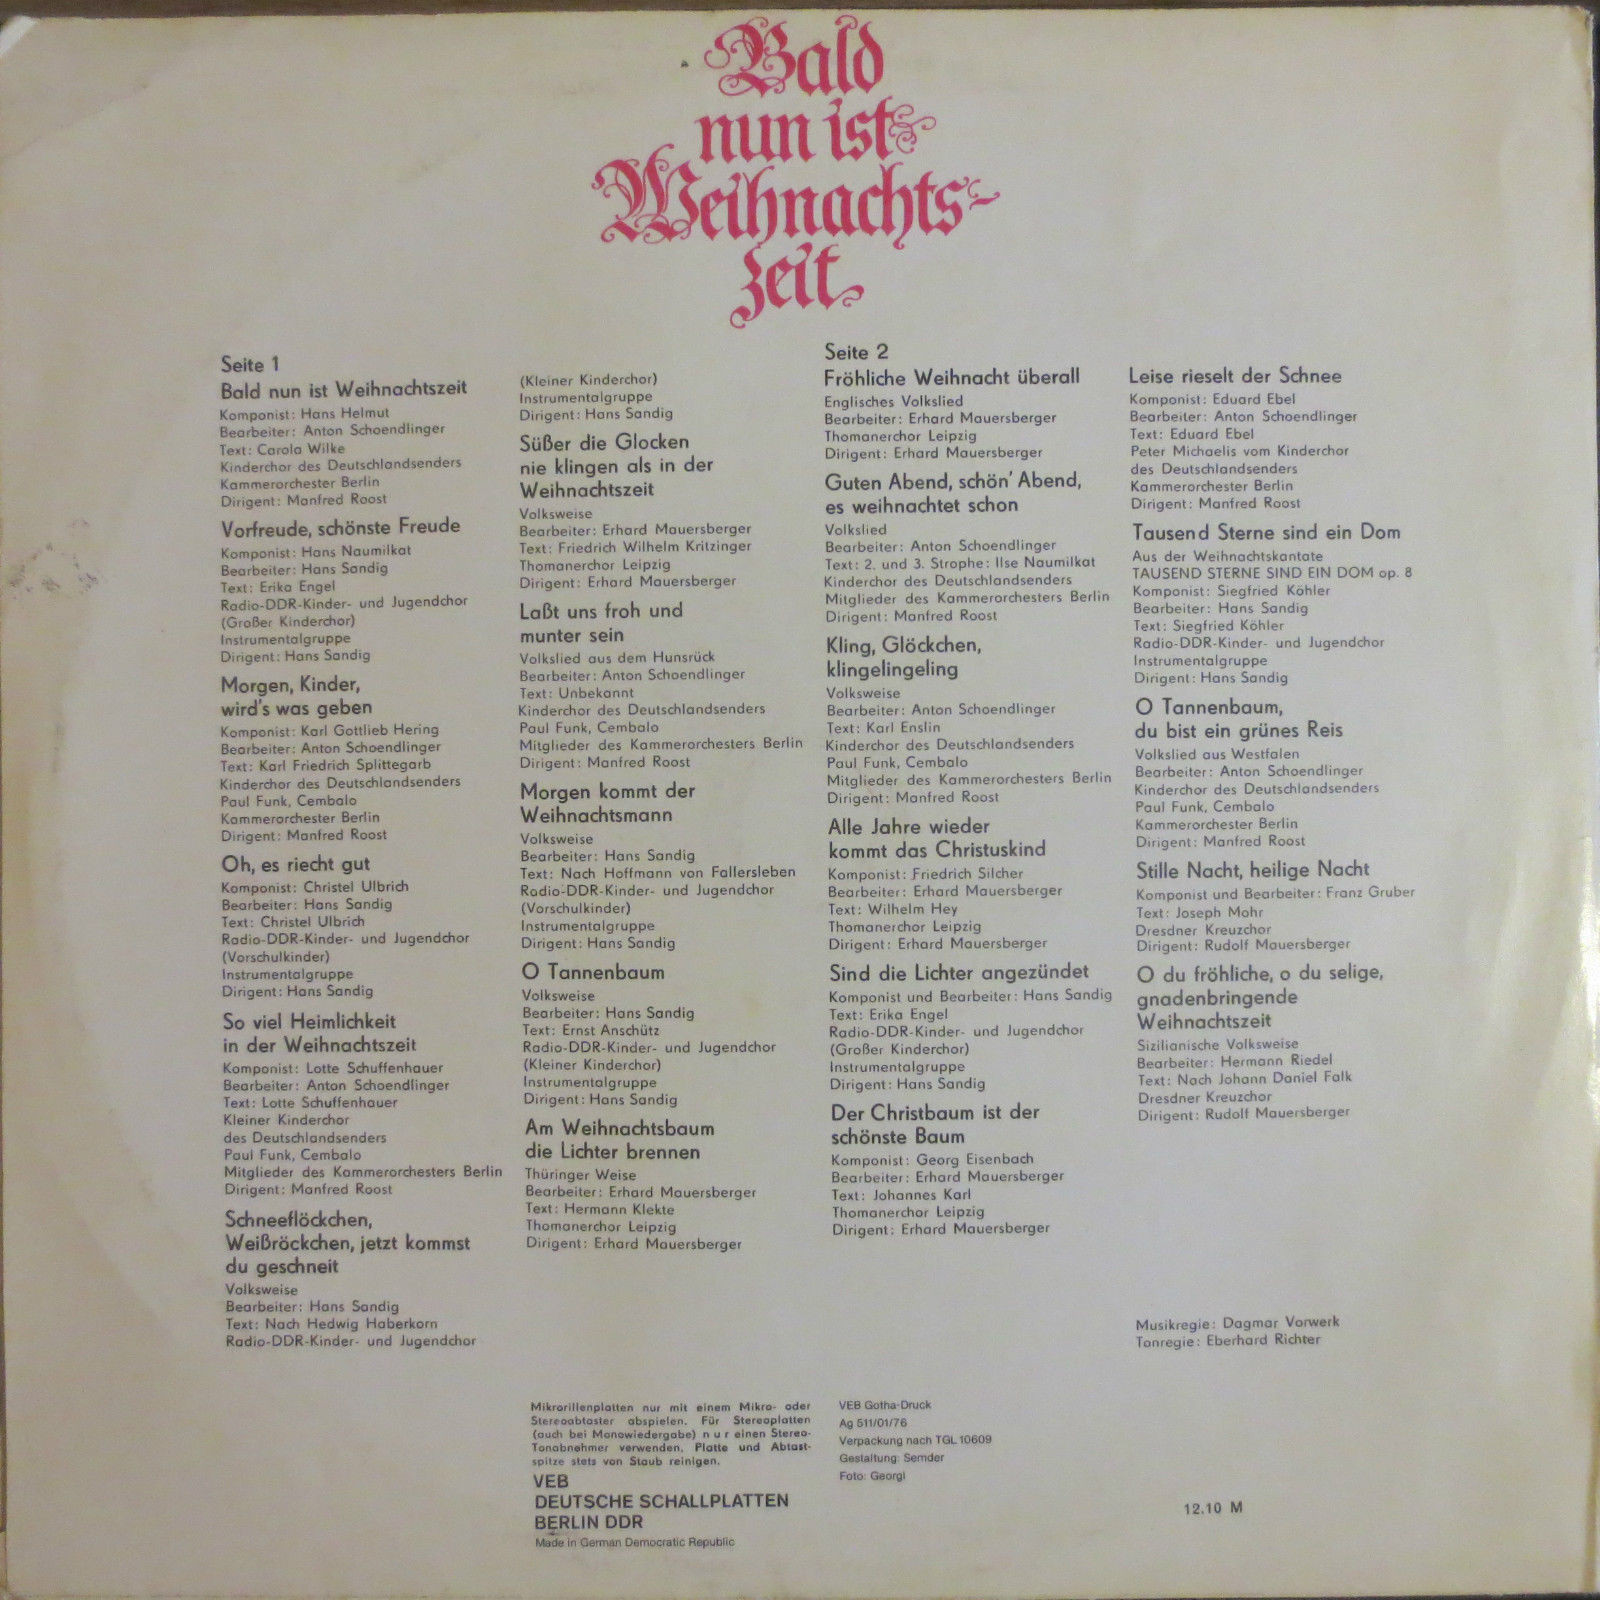 Bald
nun ist
Weihnachts-
zeit
Seite 1
Bald nun ist Weihnachtszeit
Komponist: Hans Helmut
Bearbeiter: Anton Schoendlinger
Text: Carola Wilke
Kinderchor des Deutschlandsenders
Kammerorchester Berlin
Dirigent: Manfred Roost
Vorfreude, schönste Freude
Komponist: Hans Naumilkat
Bearbeiter: Hans Sandig
Text: Erika Engel
Radio-DDR-Kinder- und Jugendchor
(Großer Kinderchor)
Instrumentalgruppe
Dirigent: Hans Sandig
Morgen, Kinder,
wird's was geben
Komponist: Karl Gottlieb Hering
Bearbeiter: Anton Schoendlinger
Text: Karl Friedrich Splittegarb
Kinderchor des Deutschlandsenders
Paul Funk, Cembalo
Kammerorchester Berlin
Dirigent: Manfred Roost
Oh, es riecht gut
Komponist: Christel Ulbrich
Bearbeiter: Hans Sandig
Text: Christel Ulbrich
Radio-DDR-Kinder- und Jugendchor
(Vorschulkinder)
Instrumentalgruppe
Dirigent: Hans Sandig
So viel Heimlichkeit
in der Weihnachtszeit
Komponist: Lotte Schuffenhauer
Bearbeiter: Anton Schoendlinger
Text: Lotte Schuffenhauer
Kleiner Kinderchor
des Deutschlandsenders
Paul Funk, Cembalo
Mitglieder des Kammerorchesters Berlin
Dirigent: Manfred Roost
Schneeflöckchen,
Weißröckchen, jetzt kommst
du geschneit
Volksweise
Bearbeiter: Hans Sandig
Text: Nach Hedwig Haberkorn
Radio-DDR-Kinder- und Jugendchor
(Kleiner Kinderchor)
Instrumentalgruppe
Dirigent: Hans Sandig
Süßer die Glocken
nie klingen als in der
Weihnachtszeit
Volksweise
Bearbeiter: Erhard Mauersberger
Text: Friedrich Wilhelm Kritzinger
Thomanerchor Leipzig
Dirigent: Erhard Mauersberger
Laßt uns froh und
munter sein
Volkslied aus dem Hunsrück
Bearbeiter: Anton Schoendlinger
Text: Unbekannt
Kinderchor des Deutschlandsenders
Paul Funk, Cembalo
Mitglieder des Kammerorchesters Berlin
Dirigent: Manfred Roost
Morgen kommt der
Weihnachtsmann
Volksweise
Bearbeiter: Hans Sandig
Text: Nach Hoffmann von Fallersleben
Radio-DDR-Kinder- und Jugendchor
(Vorschulkinder)
Instrumentalgruppe
Dirigent: Hans Sandig
O Tannenbaum
Volksweise
Bearbeiter: Hans Sandig
Text: Ernst Anschütz
Radio-DDR-Kinder- und Jugendchor
(Kleiner Kinderchor)
Instrumentalgruppe
Dirigent: Hans Sandig
Am Weihnachtsbaum
die Lichter brennen
Thüringer Weise
Bearbeiter: Erhard Mauersberger
Text: Hermann Klekte
Thomanerchor Leipzig
Dirigent: Erhard Mauersberger
Seite 2
Fröhliche Weihnacht überall
Englisches Volkslied
Bearbeiter: Erhard Mauersberger
Thomanerchor Leipzig
Dirigent: Erhard Mauersberger
Guten Abend, schön' Abend,
es weihnachtet schon
Volkslied
Bearbeiter: Anton Schoendlinger
Text: 2. und 3. Strophe: Ilse Naumilkat
Kinderchor des Deutschlandsenders
Mitglieder des Kammerorchesters Berlin
Dirigent: Manfred Roost
Kling, Glöckchen,
klingelingeling
Volksweise
Bearbeiter: Anton Schoendlinger
Text: Karl Enslin
Kinderchor des Deutschlandsenders
Paul Funk, Cembalo
Mitglieder des Kammerorchesters Berlin
Dirigent: Manfred Roost
Alle Jahre wieder
kommt das Christuskind
Komponist: Friedrich Silcher
Bearbeiter: Erhard Mauersberger
Text: Wilhelm Hey
Thomanerchor Leipzig
Dirigent: Erhard Mauersberger
Sind die Lichter angezündet
Komponist und Bearbeiter: Hans Sandig
Text: Erika Engel
Radio-DDR-Kinder- und Jugendchor
(Großer Kinderchor)
Instrumentalgruppe
Dirigent: Hans Sandig
Der Christbaum ist der
schönste Baum
Komponist: Georg Eisenbach
Bearbeiter: Erhard Mauersberger
Text: Johannes Karl
Thomanerchor Leipzig
Dirigent: Erhard Mauersberger
Leise rieselt der Schnee
Komponist: Eduard Ebel
Bearbeiter: Anton Schoendlinger
Text: Eduard Ebel
Peter Michaelis vom Kinderchor
des Deutschlandsenders
Kammerorchester Berlin
Dirigent: Manfred Roost
Tausend Sterne sind ein Dom
Aus der Weihnachtskantate
TAUSEND STERNE SIND EIN DOM op. 8
Komponist: Siegfried Köhler
Bearbeiter: Hans Sandig
Text: Siegfried Köhler
Radio-DDR-Kinder- und Jugendchor
Instrumentalgruppe
Dirigent: Hans Sandig
O Tannenbaum,
du bist ein grünes Reis
Volkslied aus Westfalen
Bearbeiter: Anton Schoendlinger
Kinderchor des Deutschlandsenders
Paul Funk, Cembalo
Kammerorchester Berlin
Dirigent: Manfred Roost
Stille Nacht, heilige Nacht
Komponist und Bearbeiter: Franz Gruber
Text: Joseph Mohr
Dresdner Kreuzchor
Dirigent: Rudolf Mauersberger
O du fröhliche, o du selige,
gnadenbringende
Weihnachtszeit
Sizilianische Volksweise
Bearbeiter: Hermann Riedel
Text: Nach Johann Daniel Falk
Dresdner Kreuzchor
Dirigent: Rudolf Mauersberger
Musikregie: Dagmar Vorwerk
Tonregie: Eberhard Richter
Mikrorillenplatten nur mit einem Mikro- oder
Stereoabtaster abspielen. Für Stereoplatten
(auch bei Monowiedergabe) nur einen Stereo-
Tonabnehmer verwenden. Platte und Abtast-
spitze stets von Staub reinigen.
VEB
DEUTSCHE SCHALLPLATTEN
BERLIN DDR
Made in German Democratic Republic
VEB Gotha-Druck
Ag 511/01/76
Verpackung nach TGL 10609
Gestaltung: Semder
Foto: Georgi
12.10 M